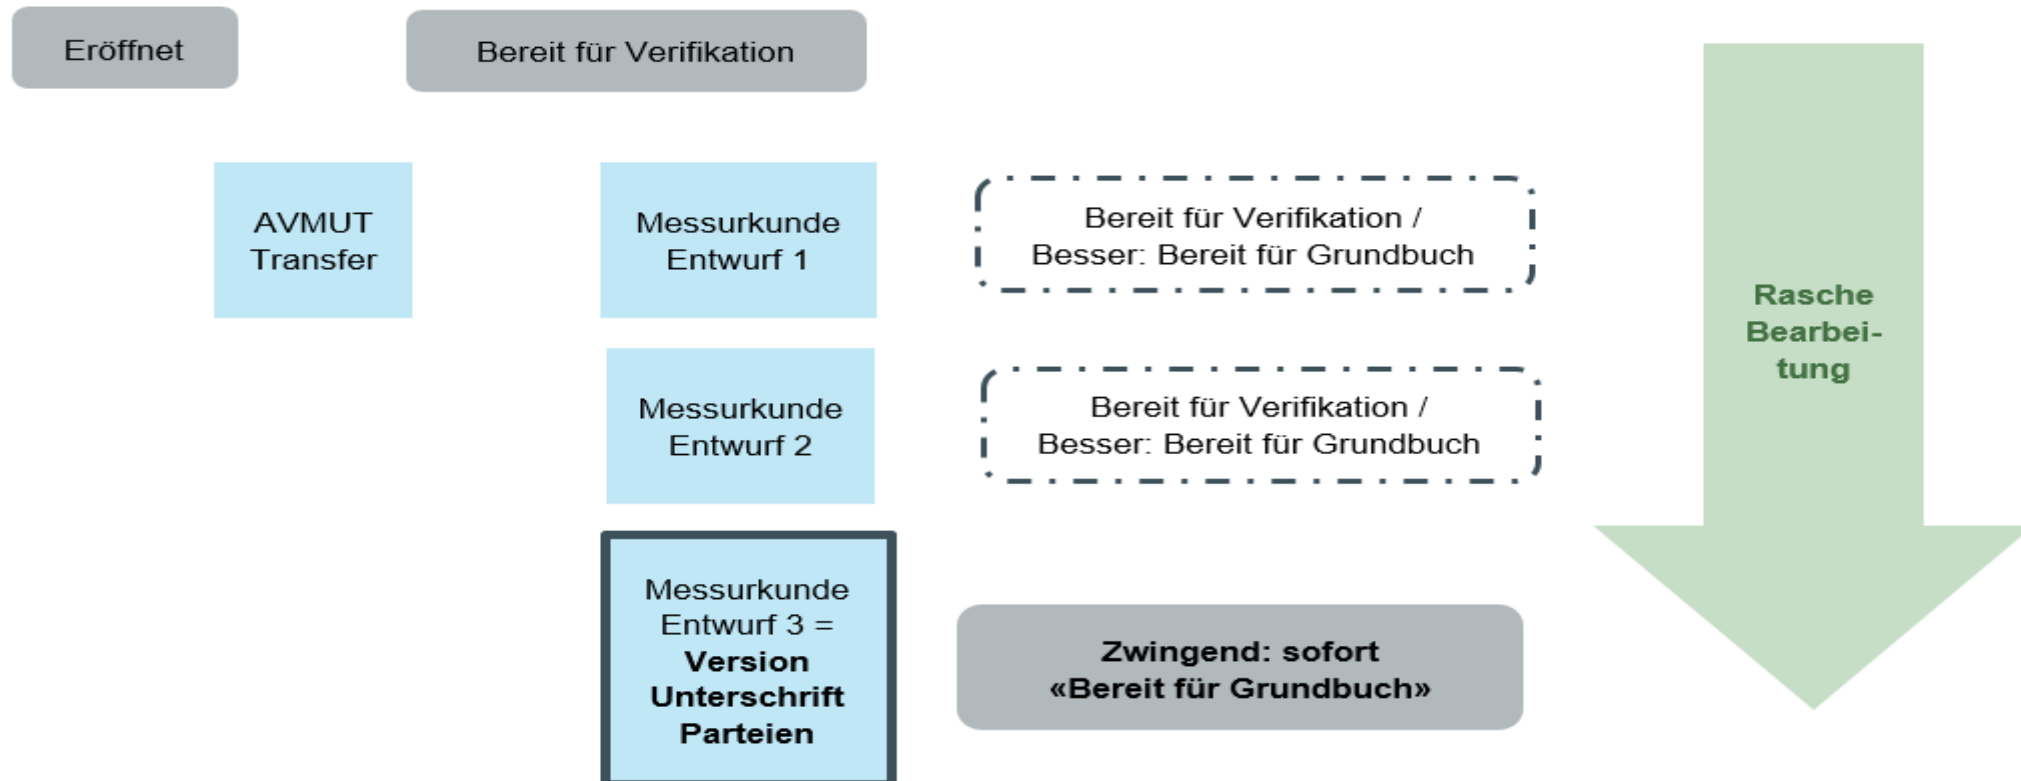 Eröffnet
Bereit für Verifikation
AVMUT
Transfer
Messurkunde
Entwurf 1
Bereit für Verifikation /
Besser: Bereit für Grundbuch
Messurkunde
Entwurf 2
Bereit für Verifikation /
Besser: Bereit für Grundbuch
Messurkunde
Entwurf 3 =
Version
Unterschrift
Parteien
Zwingend: sofort
«Bereit für Grundbuch»
Rasche
Bearbei-
tung